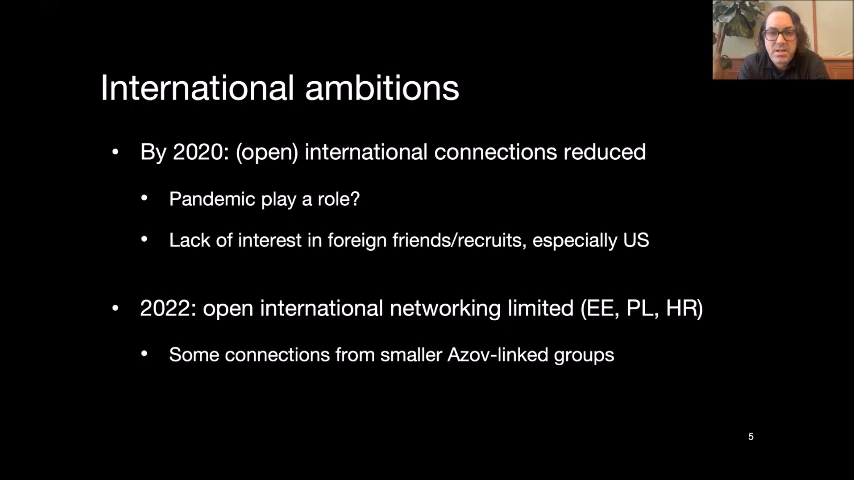 International ambitions
• By 2020: (open) international connections reduced
• Pandemic play a role?
• Lack of interest in foreign friends/recruits, especially US
• 2022: open international networking limited (EE, PL, HR)
• Some connections from smaller Azov-linked groups
5